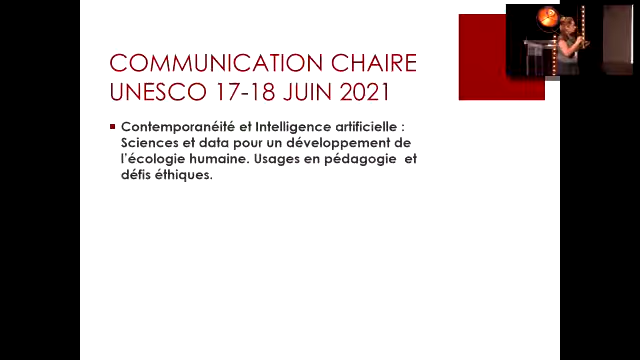 COMMUNICATION CHAIRE
UNESCO 17-18 JUIN 2021
Contemporanéité et Intelligence artificielle :
Sciences et data pour un développement de
l'écologie humaine. Usages en pédagogie et
défis éthiques.